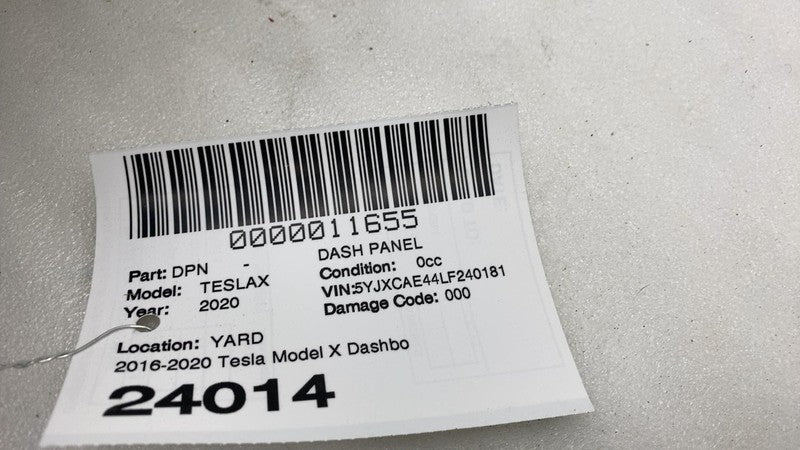 0000011655
Part: DPN - DASH PANEL
Model: TESLAX Condition: 0cc
Year: 2020 VIN:5YJXCAE44LF240181
Damage Code: 000
Location: YARD
2016-2020 Tesla Model X Dashbo
24014